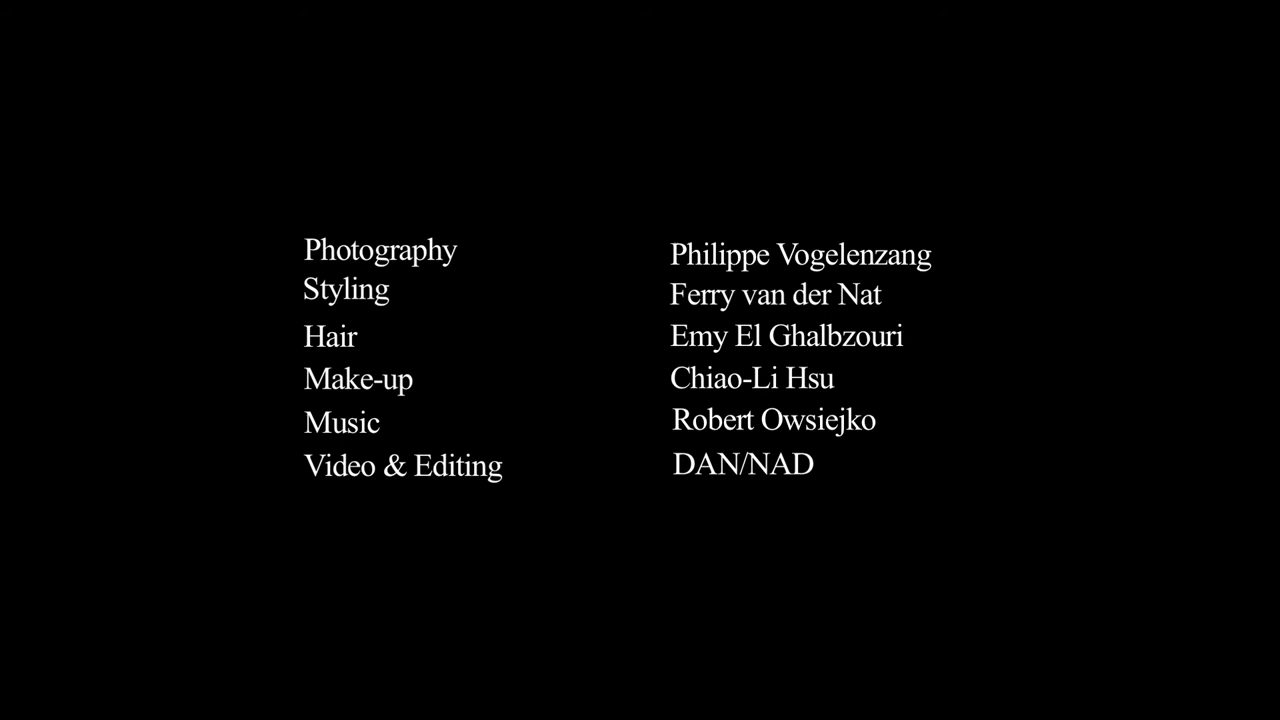 Photography Philippe Vogelenzang
Styling Ferry van der Nat
Hair Emy El Ghalbzouri
Make-up Chiao-Li Hsu
Music Robert Owsiejko
Video & Editing DAN/NAD